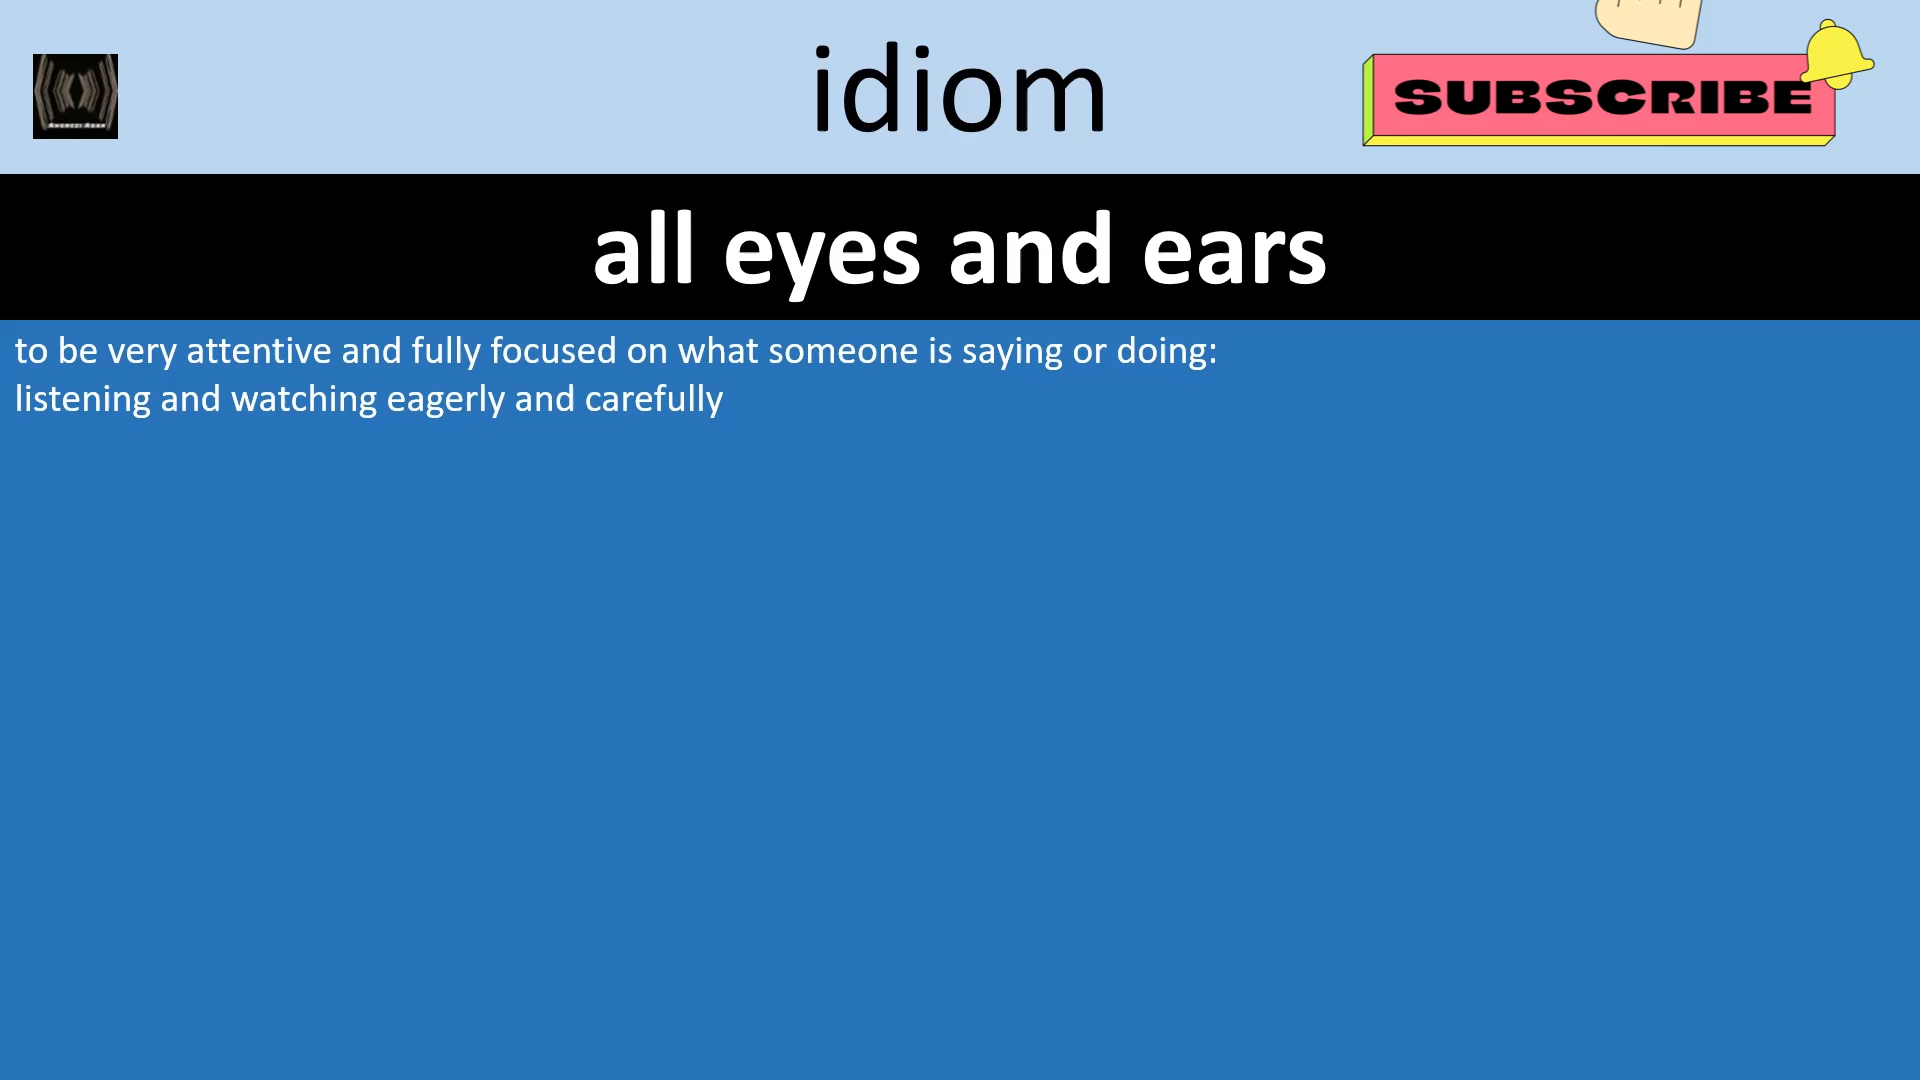 idiom
SUBSCRIBE
all eyes and ears
to be very attentive and fully focused on what someone is saying or doing:
listening and watching eagerly and carefully